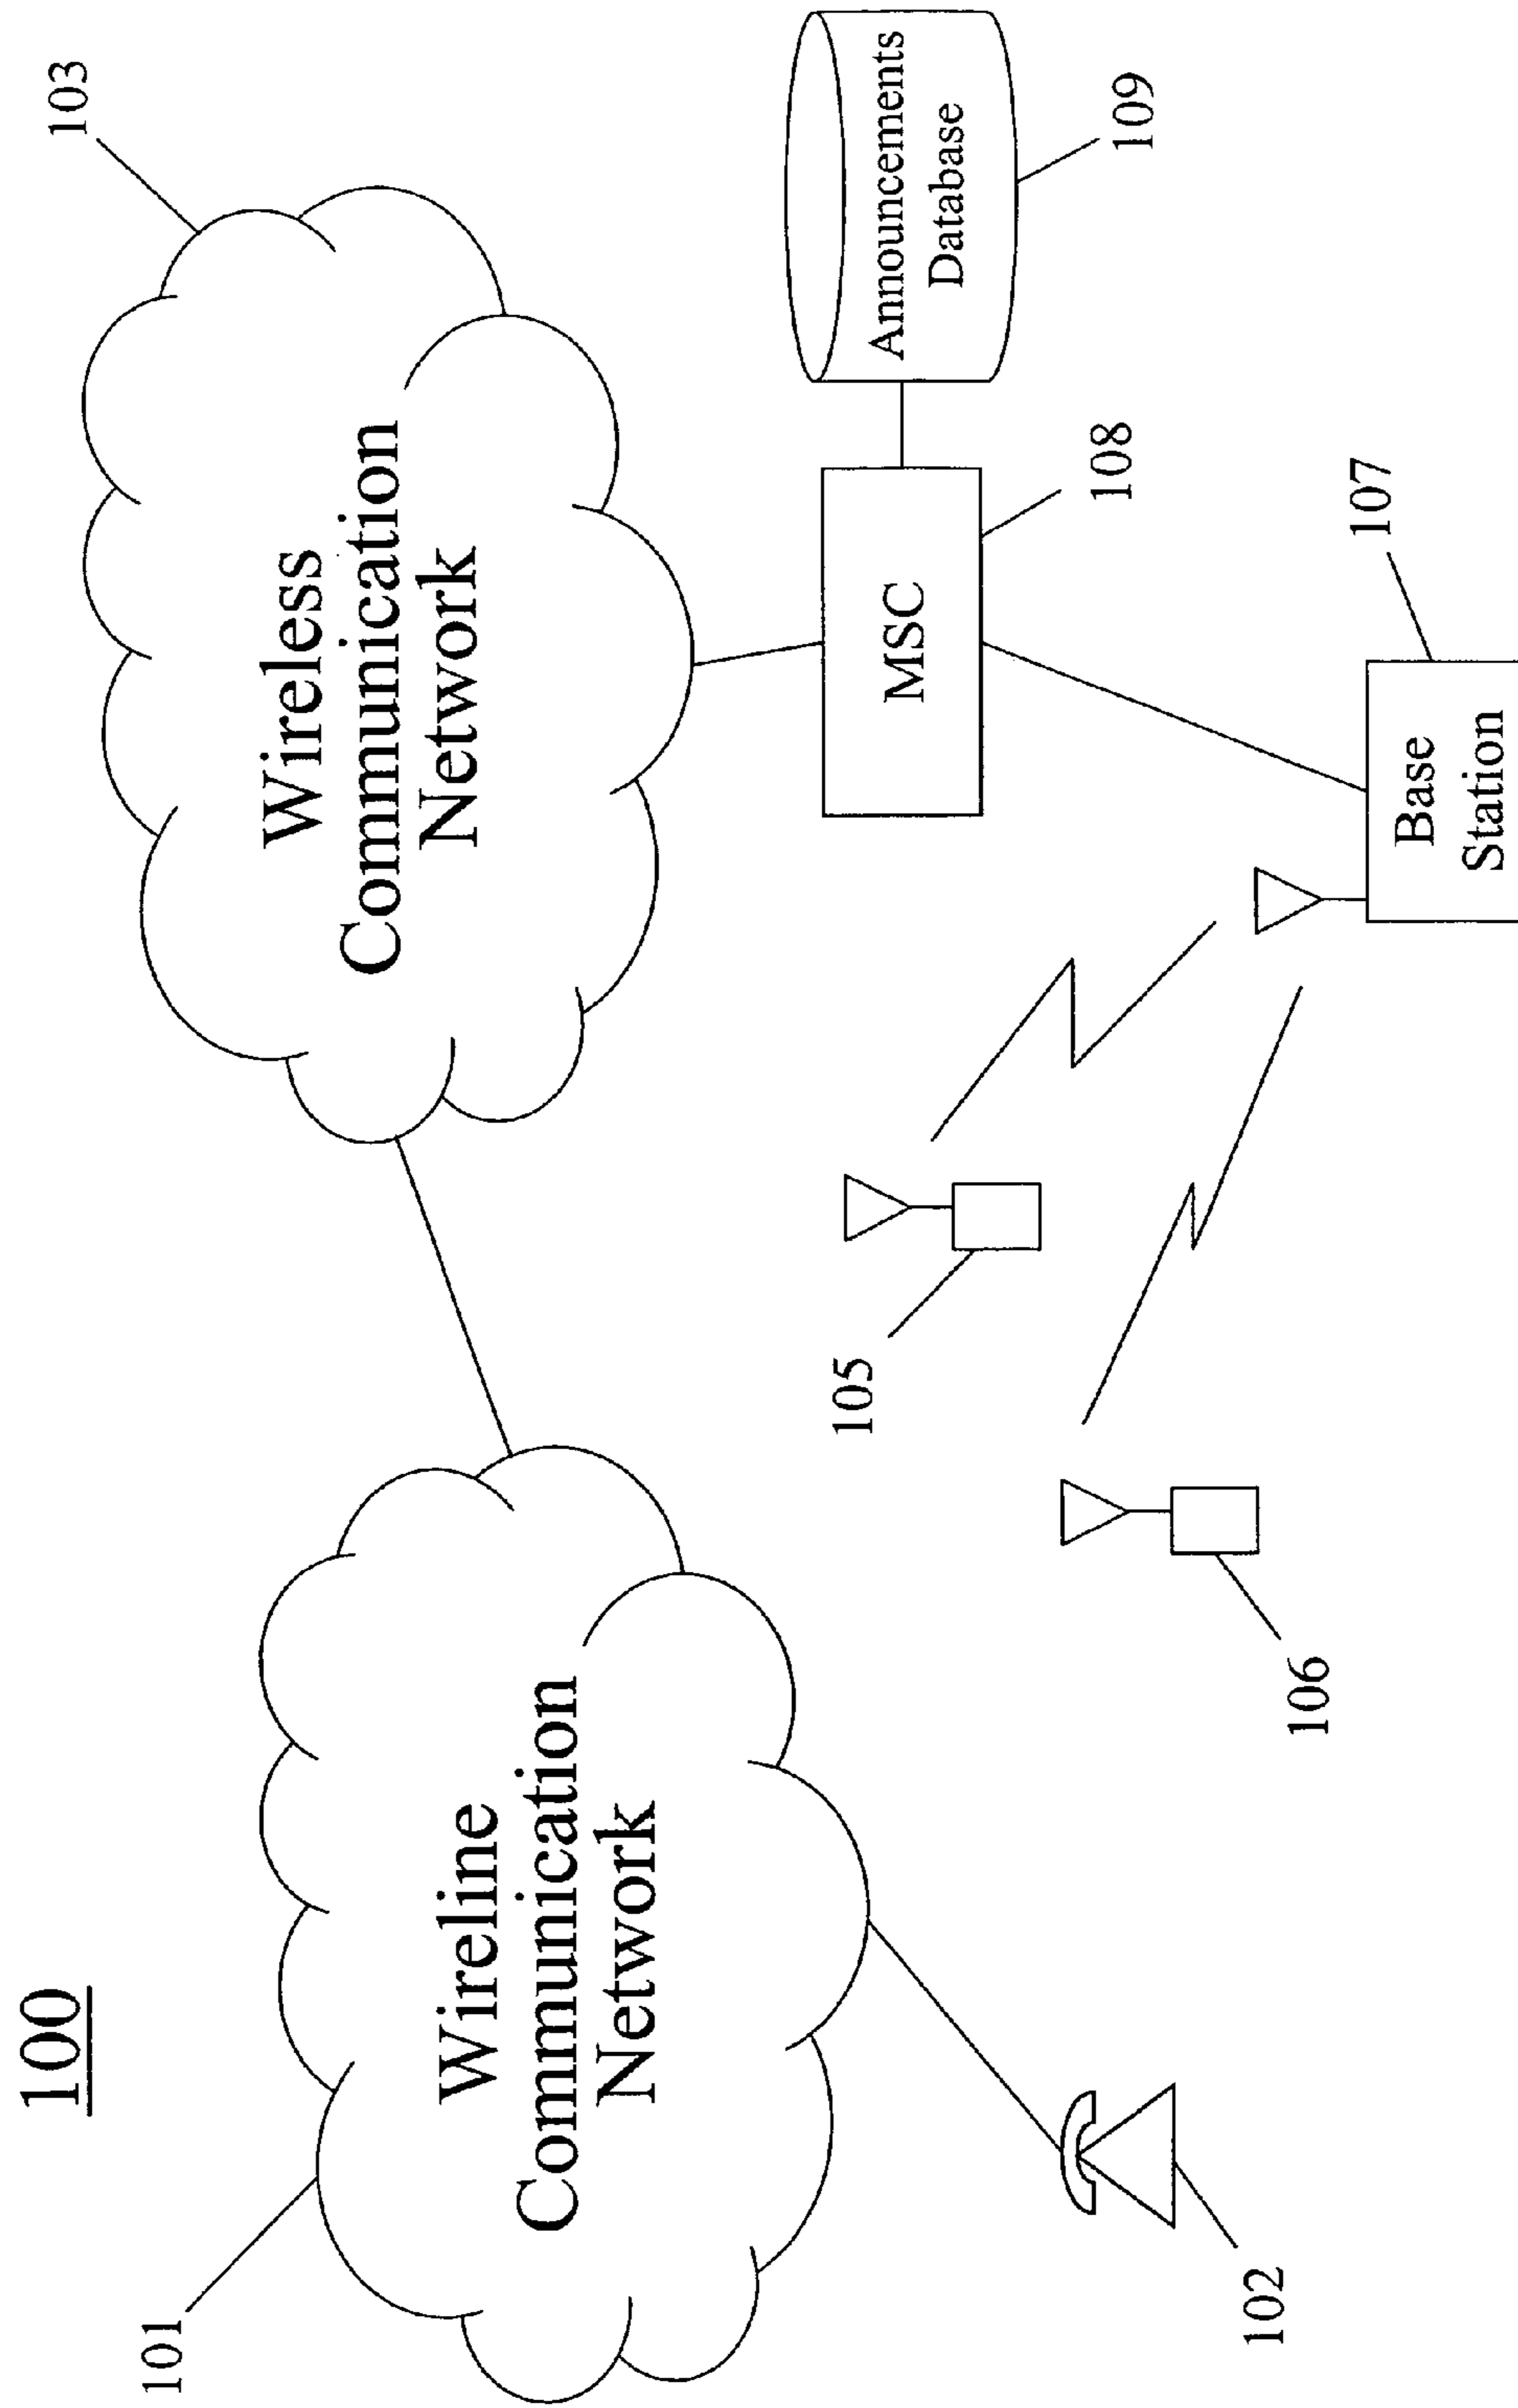 100
101
Wireline
Communication
Network
102
103
Wireless
Communication
Network
105
106
MSC
108
Announcements
Database
109
Base
Station
107